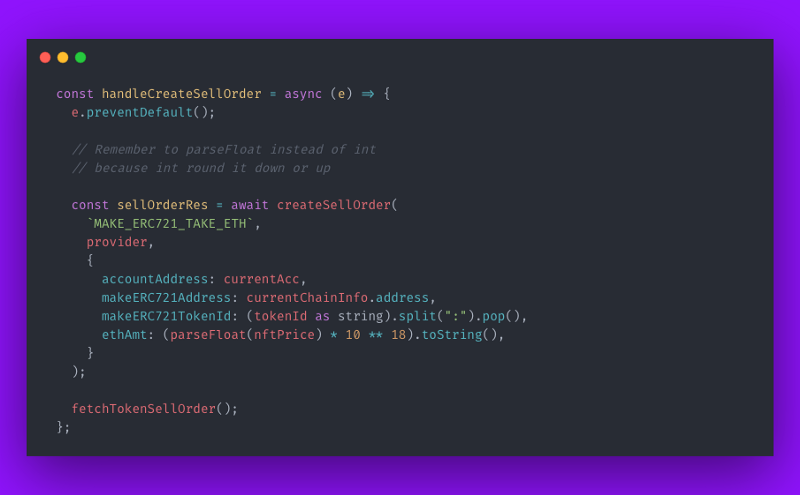 const handleCreateSellOrder = async (e) => {
e.preventDefault();
// Remember to parseFloat instead of int
// because int round it down or up
const sellOrderRes = await createSellOrder(
`MAKE_ERC721_TAKE_ETH`,
provider,
{
accountAddress: currentAcc,
makeERC721Address: currentChainInfo.address,
makeERC721TokenId: (tokenId as string).split(":").pop(),
ethAmt: (parseFloat(nftPrice) * 10 ** 18).toString(),
}
);
fetchTokenSellOrder();
};